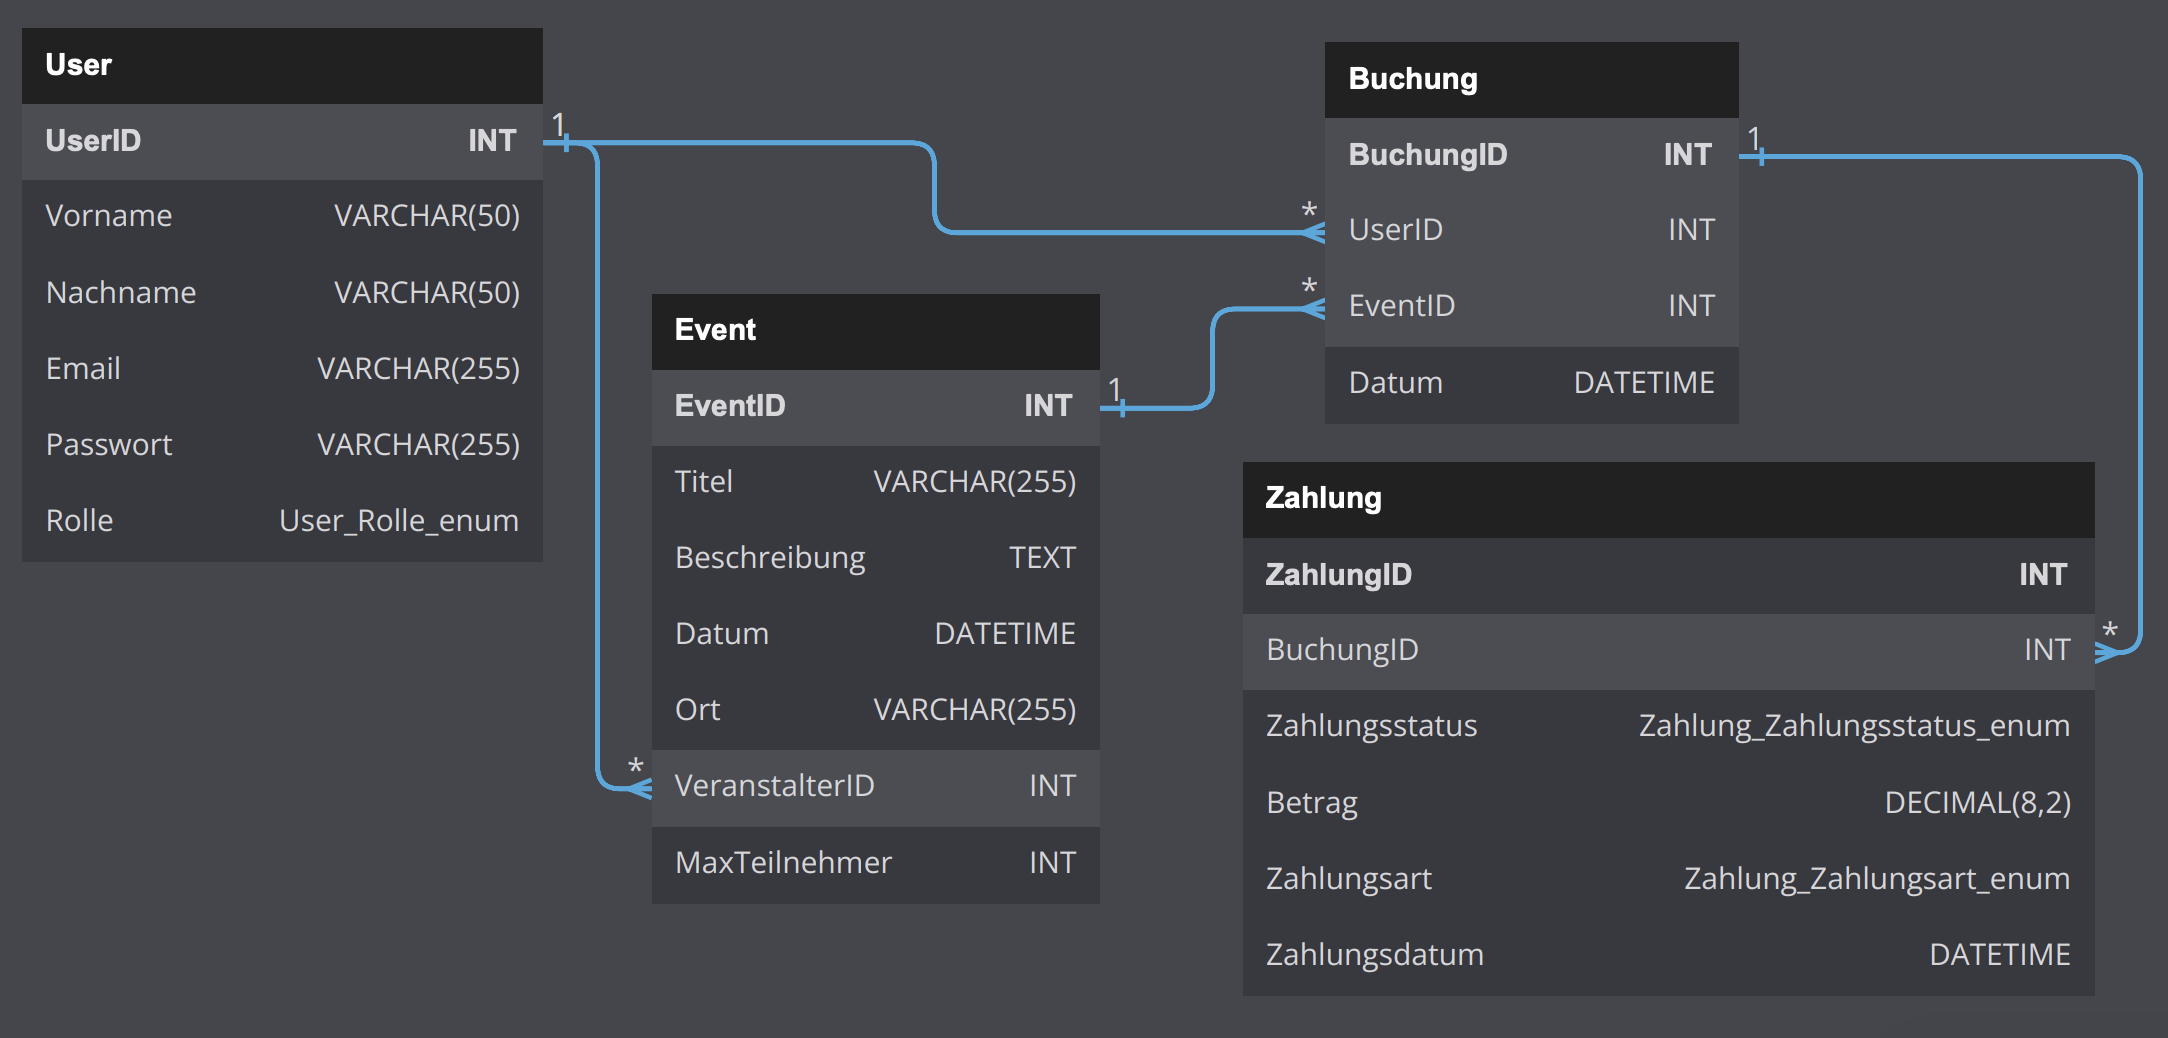 User
UserID INT
Vorname VARCHAR(50)
Nachname VARCHAR(50)
Email VARCHAR(255)
Passwort VARCHAR(255)
Rolle User_Rolle_enum
1
*
Event
EventID INT
Titel VARCHAR(255)
Beschreibung TEXT
Datum DATETIME
Ort VARCHAR(255)
VeranstalterID INT
MaxTeilnehmer INT
1
*
*
Buchung
BuchungID INT
UserID INT
EventID INT
Datum DATETIME
1
*
Zahlung
ZahlungID INT
BuchungID INT
Zahlungsstatus Zahlung_Zahlungsstatus_enum
Betrag DECIMAL(8,2)
Zahlungsart Zahlung_Zahlungsart_enum
Zahlungsdatum DATETIME